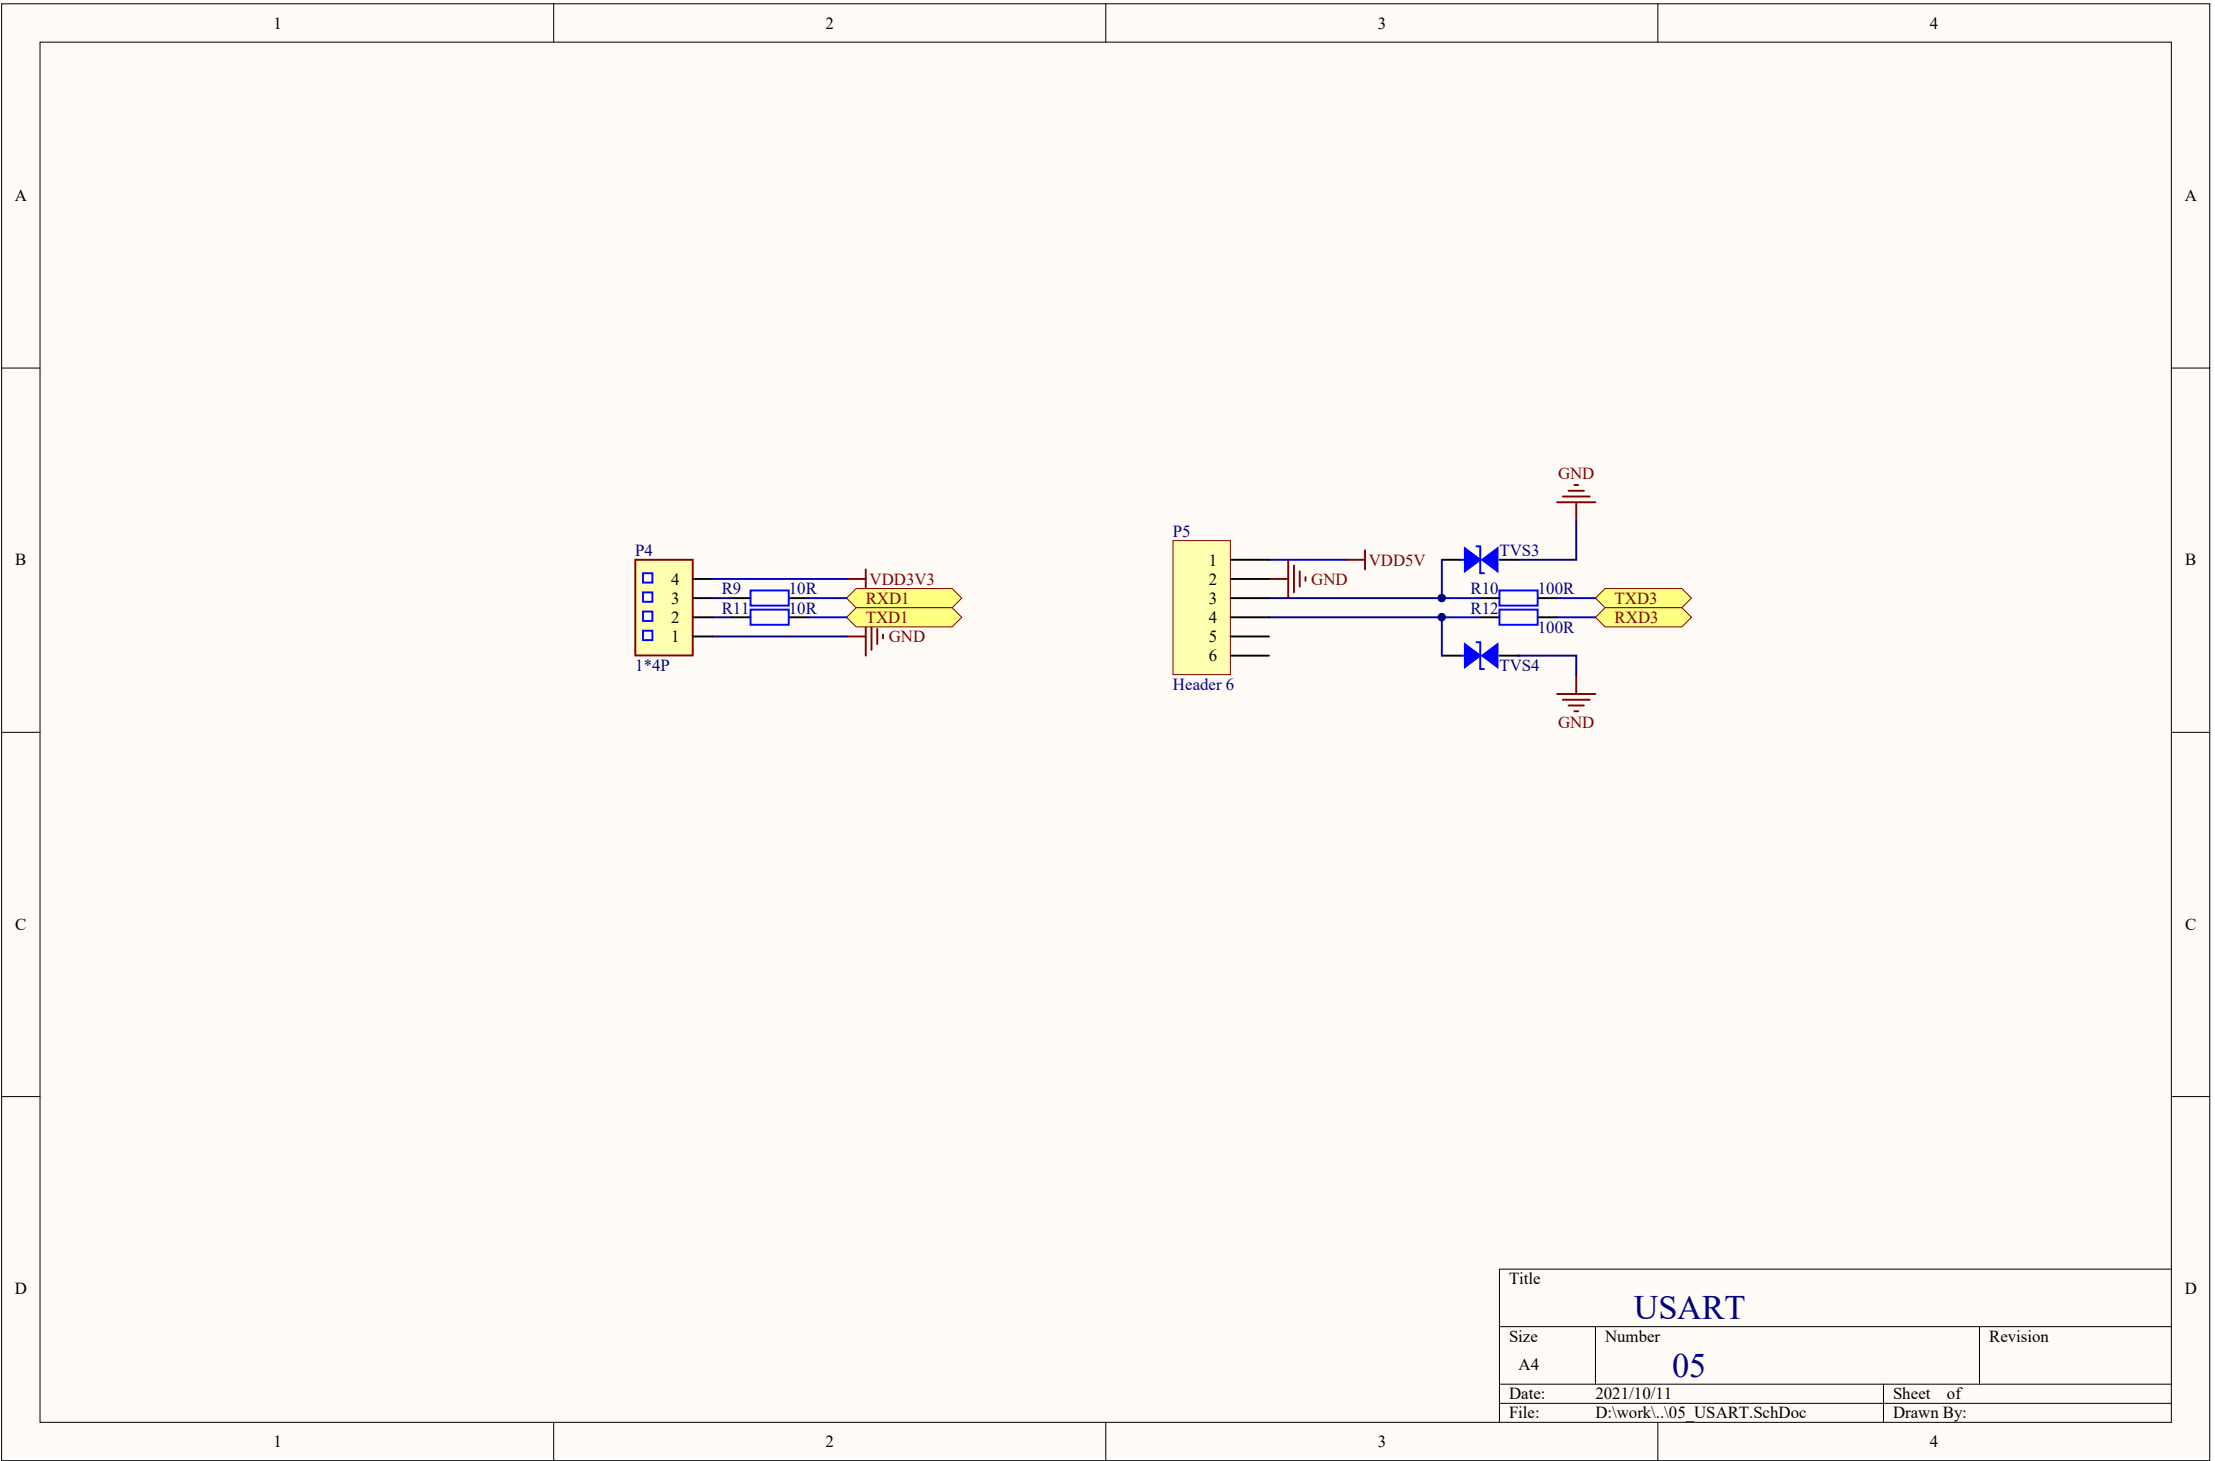 1 2 3 4
A A
GND
P5
P4
B B
TVS3
1 VDD5V
4 VDD3V3
2 GND
R9 10R RXD1
3
R10 100R TXD3
3
R11 10R TXD1
2
R12 100R RXD3
4
1 GND
5
6
1*4P
TVS4
Header 6
GND
C C
D D
Title
USART
Size Number Revision
A4 05
Date: 2021/10/11 Sheet of
File: D:\work\..\05_USART.SchDoc Drawn By:
1 2 3 4